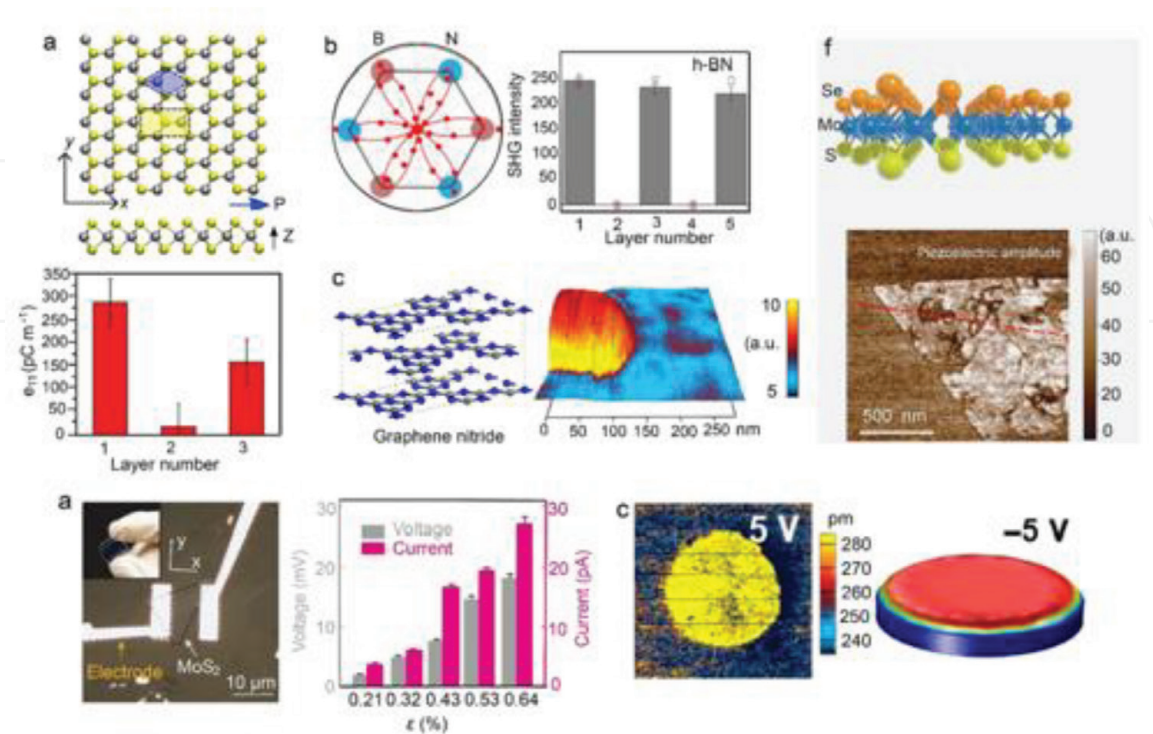 a
y
x
P
Z
350
300
250
200
150
100
50
0
e11 (pC m⁻¹)
1 2 3
Layer number
b
B N
h-BN
SHG intensity
250
200
150
100
50
0
1 2 3 4 5
Layer number
c
Graphene nitride
10
(a.u.
5
0 50 100 150 200 250 nm
f
Se
Mo
S
Piezoelectric amplitude
(a.u.
60
50
40
30
20
10
0
500 nm
a
y
x
Electrode
MoS₂
10 μm
Voltage
Current
30
20
10
0
Voltage (mV)
30
20
10
0
Current (pA)
0.21 0.32 0.43 0.53 0.64
ε (%)
c
5 V
pm
280
270
260
250
240
–5 V